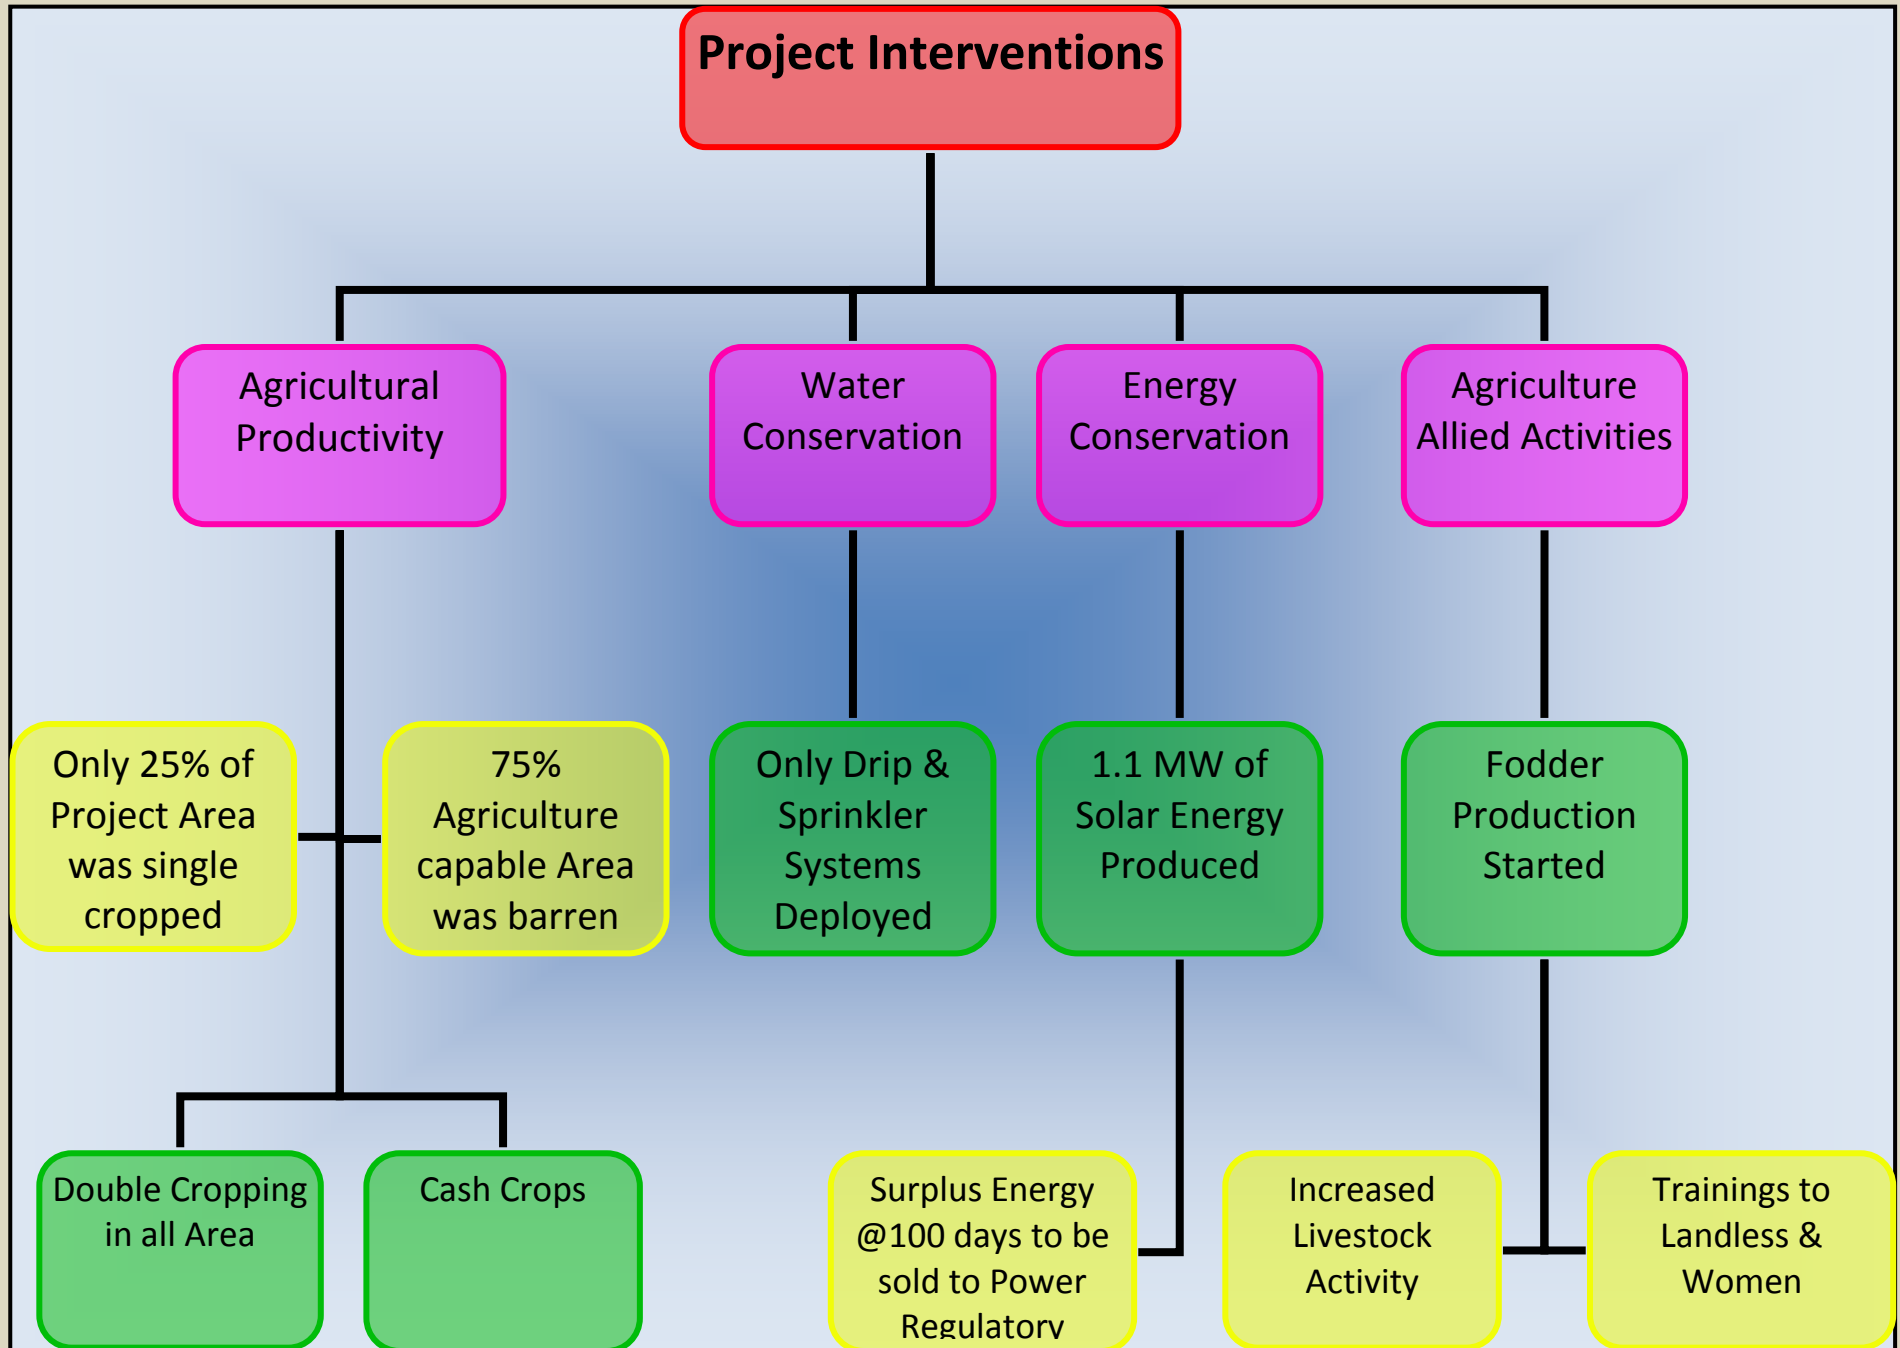 Project Interventions
Agricultural
Productivity
Water
Conservation
Energy
Conservation
Agriculture
Allied Activities
Only 25% of
Project Area
was single
cropped
75%
Agriculture
capable Area
was barren
Only Drip &
Sprinkler
Systems
Deployed
1.1 MW of
Solar Energy
Produced
Fodder
Production
Started
Double Cropping
in all Area
Cash Crops
Surplus Energy
@100 days to be
sold to Power
Regulatory
Increased
Livestock
Activity
Trainings to
Landless &
Women